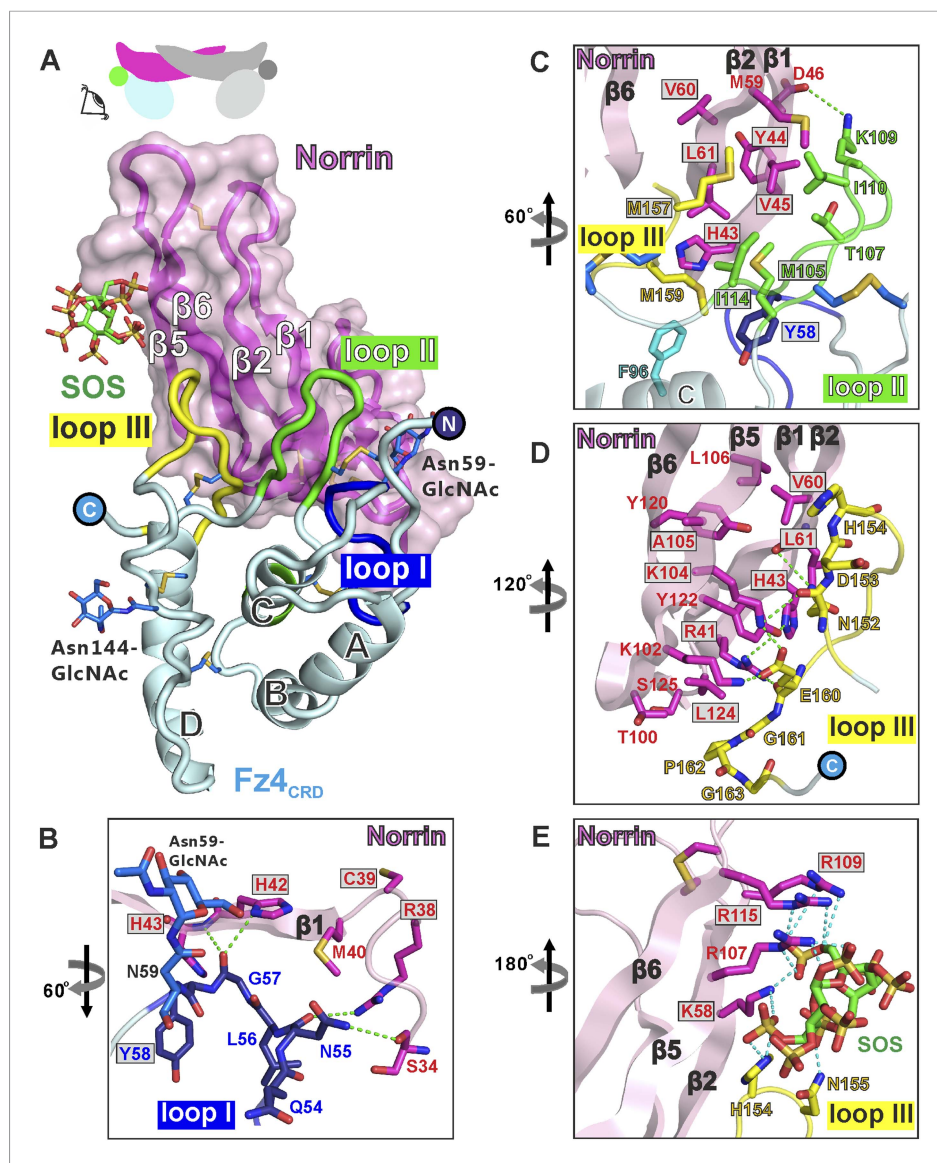 A
Norrin
β6
β5
β2
β1
loop II
SOS
loop III
N
Asn59-
GlcNAc
C
loop I
C
A
Asn144-
GlcNAc
B
D
Fz4CRD
B
Norrin
Asn59-
GlcNAc
H42
C39
H43
β1
R38
M40
60°
N59
G57
L56
N55
Y58
S34
loop I
Q54
C
Norrin
β2 β1
β6
V60
M59
D46
K109
Y44
L61
I110
M157
V45
60°
loop III
H43
T107
M105
M159
I114
Y58
F96
C
loop II
D
Norrin
β5
β1
β2
β6
L106
V60
Y120
H154
A105
L61
K104
H43
D153
120°
Y122
N152
R41
K102
S125
E160
L124
loop III
T100
G161
P162
C
G163
E
Norrin
R109
R115
R107
180°
β6
K58
SOS
β5
β2
N155
H154
loop III